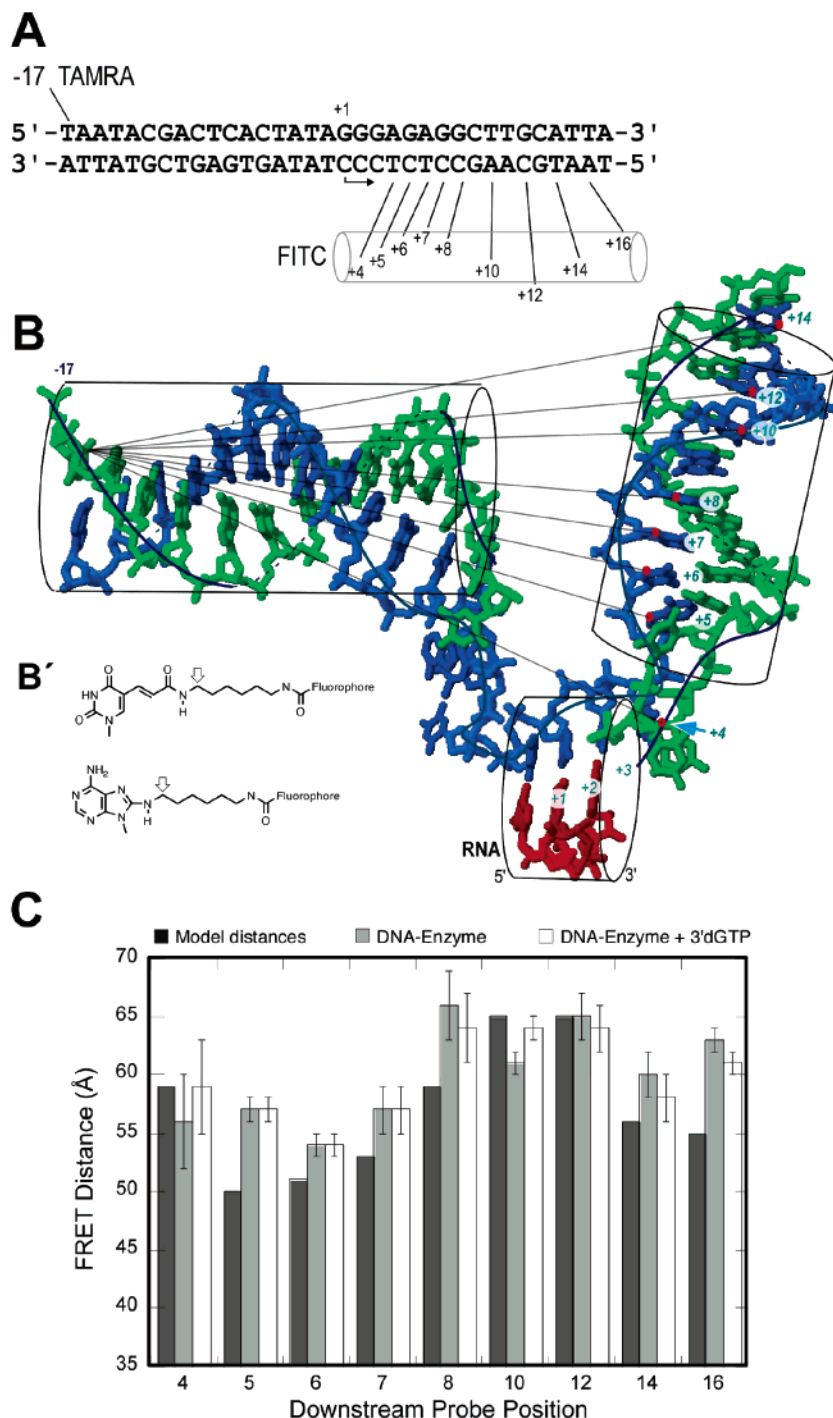 A
-17 TAMRA
+1
5'-TAATACGACTCACTATAGGGAGAGGCTTGCATTA-3'
3'-ATTATGCTGAGTGATATCCCTCTCCGAACGTAAT-5'
FITC
+4
+5
+6
+7
+8
+10
+12
+14
+16
B
-17
+14
+12
+10
+8
+7
+6
+5
+4
+3
+2
+1
RNA
5'
3'
B´
O
O
HN
O N
N
H
O
N
Fluorophore
NH2
N
N
N
N
N
H
N
O
Fluorophore
C
Model distances DNA-Enzyme DNA-Enzyme + 3'dGTP
FRET Distance (Å)
70
65
60
55
50
45
40
35
4 5 6 7 8 10 12 14 16
Downstream Probe Position